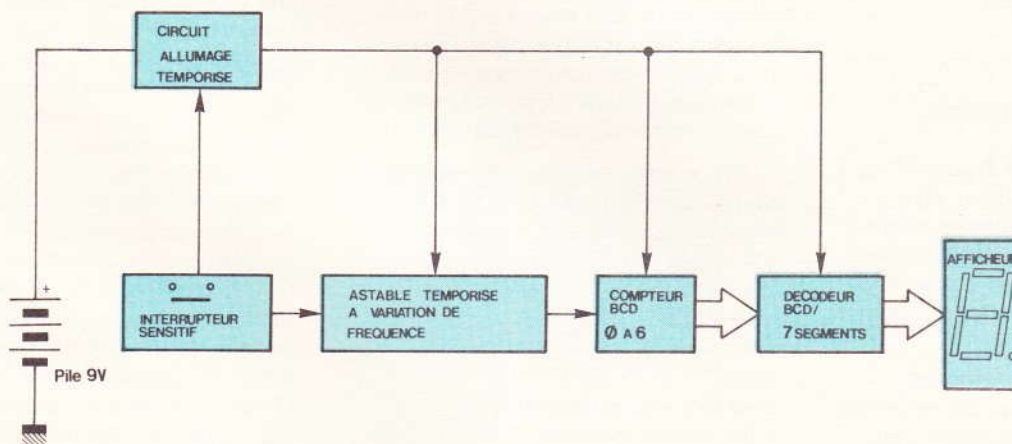 CIRCUIT
ALLUMAGE
TEMPORISE
+
Pile 9V
INTERRUPTEUR
SENSITIF
ASTABLE TEMPORISE
A VARIATION DE
FREQUENCE
COMPTEUR
BCD
Ø A 6
DECODEUR
BCD/
7 SEGMENTS
AFFICHEUR